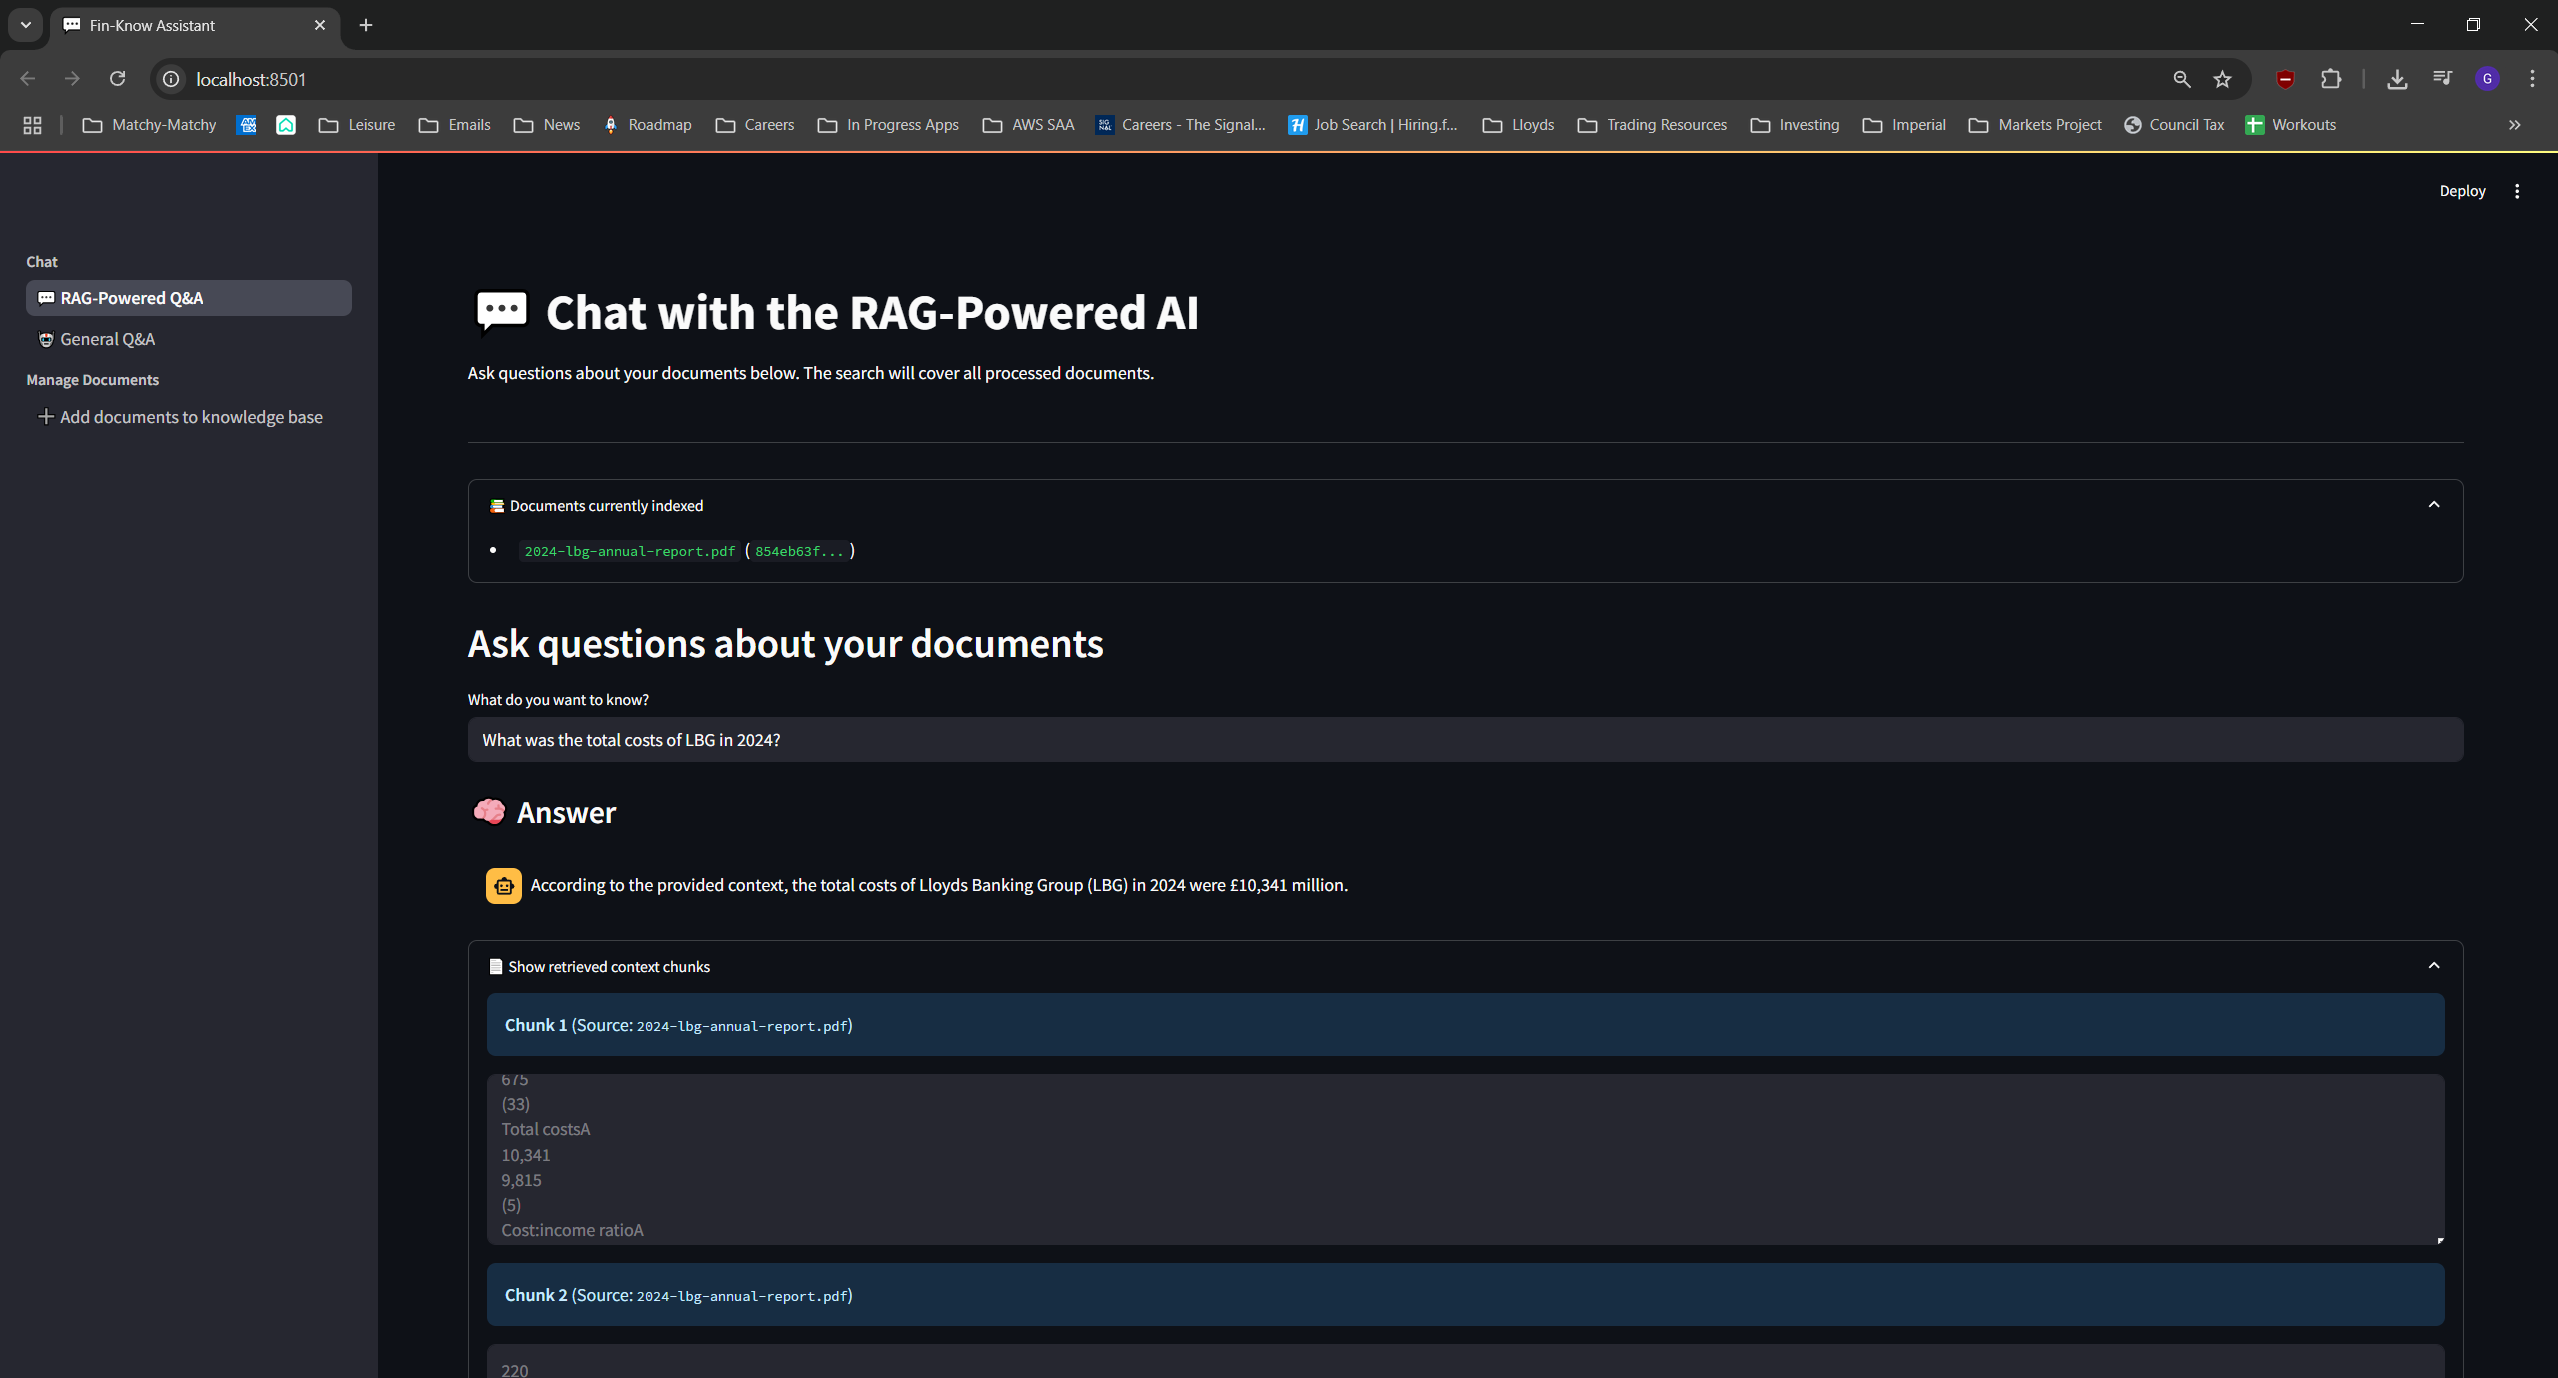 Fin-Know Assistant
localhost:8501
G
Matchy-Matchy
AM EX
Leisure
Emails
News
Roadmap
Careers
In Progress Apps
AWS SAA
Careers - The Signal...
Job Search | Hiring.f...
Lloyds
Trading Resources
Investing
Imperial
Markets Project
Council Tax
Workouts
Deploy
Chat
RAG-Powered Q&A
General Q&A
Manage Documents
Add documents to knowledge base
Chat with the RAG-Powered AI
Ask questions about your documents below. The search will cover all processed documents.
Documents currently indexed
2024-lbg-annual-report.pdf (854eb63f...)
Ask questions about your documents
What do you want to know?
What was the total costs of LBG in 2024?
Answer
According to the provided context, the total costs of Lloyds Banking Group (LBG) in 2024 were £10,341 million.
Show retrieved context chunks
Chunk 1 (Source: 2024-lbg-annual-report.pdf)
675
(33)
Total costsA
10,341
9,815
(5)
Cost:income ratioA
Chunk 2 (Source: 2024-lbg-annual-report.pdf)
220